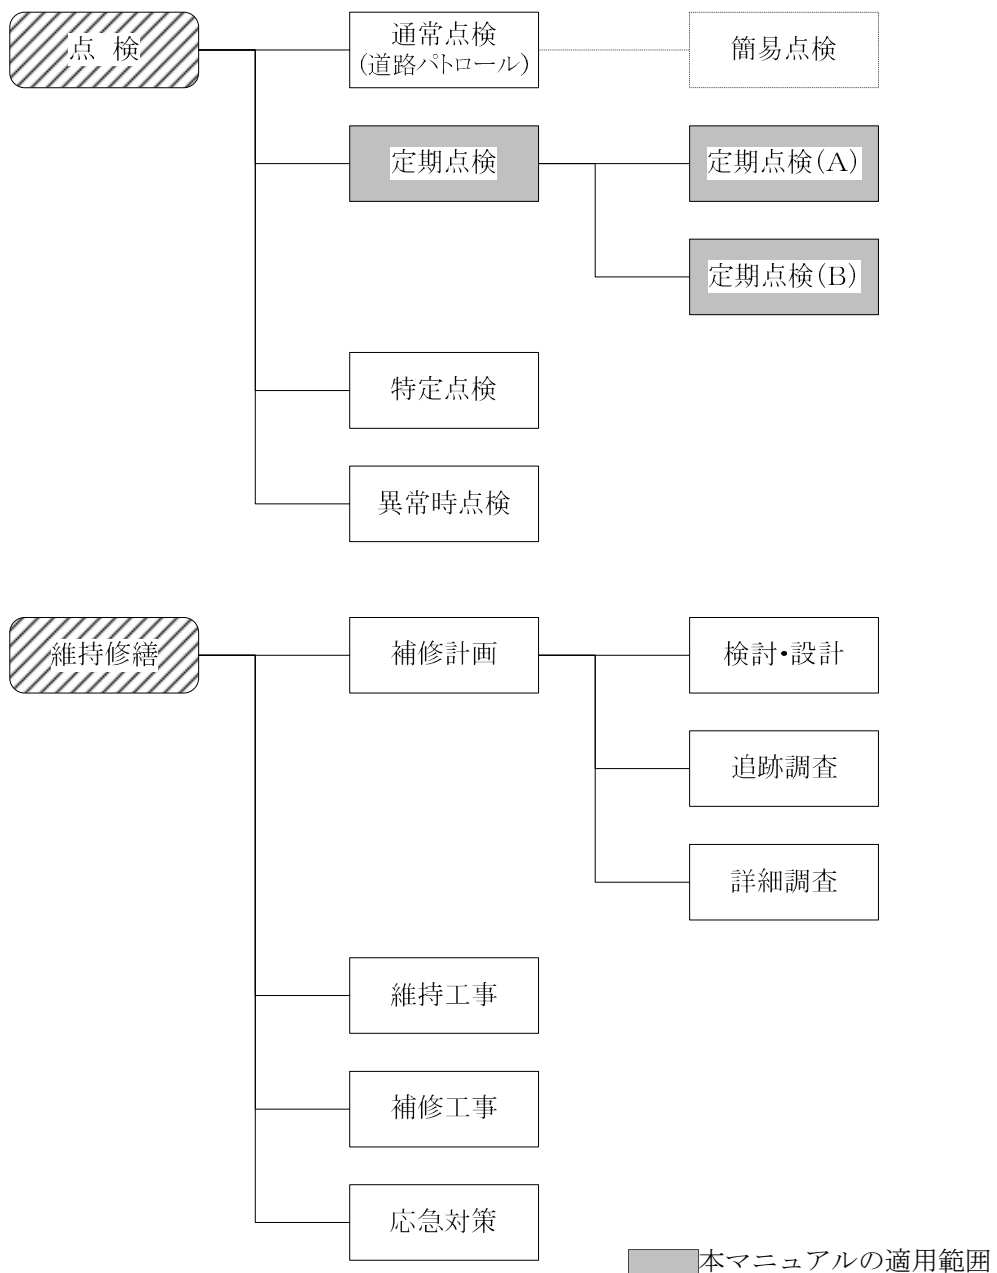 点 検
通常点検
(道路パトロール)
簡易点検
定期点検
定期点検(A)
定期点検(B)
特定点検
異常時点検
維持修繕
補修計画
検討・設計
追跡調査
詳細調査
維持工事
補修工事
応急対策
本マニュアルの適用範囲